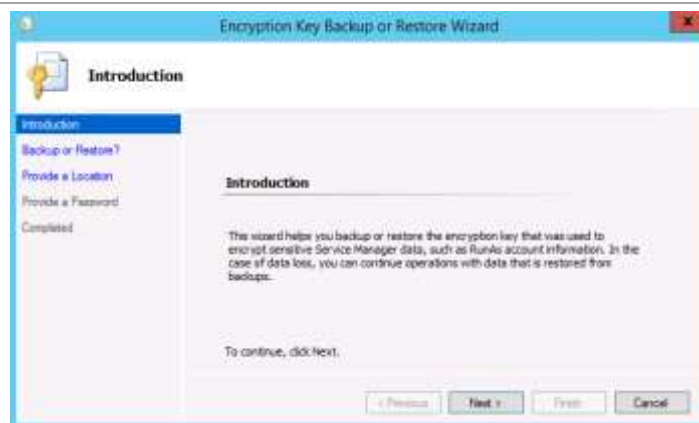 Encryption Key Backup or Restore Wizard
x
Introduction
Introduction
Backup or Restore?
Provide a Location
Provide a Password
Completed
Introduction
This wizard helps you backup or restore the encryption key that was used to
encrypt sensitive Service Manager data, such as RunAs account information. In the
case of data loss, you can continue operations with data that is restored from
backups.
To continue, click Next.
< Previous
Next >
Finish
Cancel